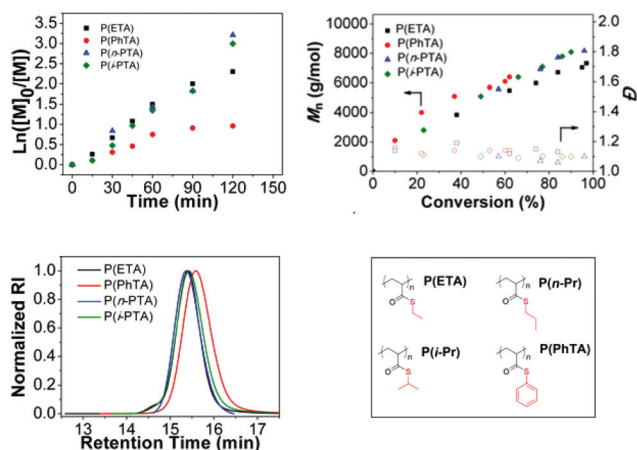 Ln([M]0/[M])
3.5
3.0
2.5
2.0
1.5
1.0
0.5
0.0
P(ETA)
P(PhTA)
P(n-PTA)
P(i-PTA)
0 30 60 90 120 150
Time (min)
Mn (g/mol)
10000
8000
6000
4000
2000
0
P(ETA)
P(PhTA)
P(n-PTA)
P(i-PTA)
2.0
1.8
1.6
1.4
1.2
1.0
Đ
0 20 40 60 80 100
Conversion (%)
Normalized RI
1.0
0.8
0.6
0.4
0.2
0.0
P(ETA)
P(PhTA)
P(n-PTA)
P(i-PTA)
13 14 15 16 17
Retention Time (min)
P(ETA)
n
O
S
P(n-Pr)
n
O
S
P(i-Pr)
n
O
S
P(PhTA)
n
O
S